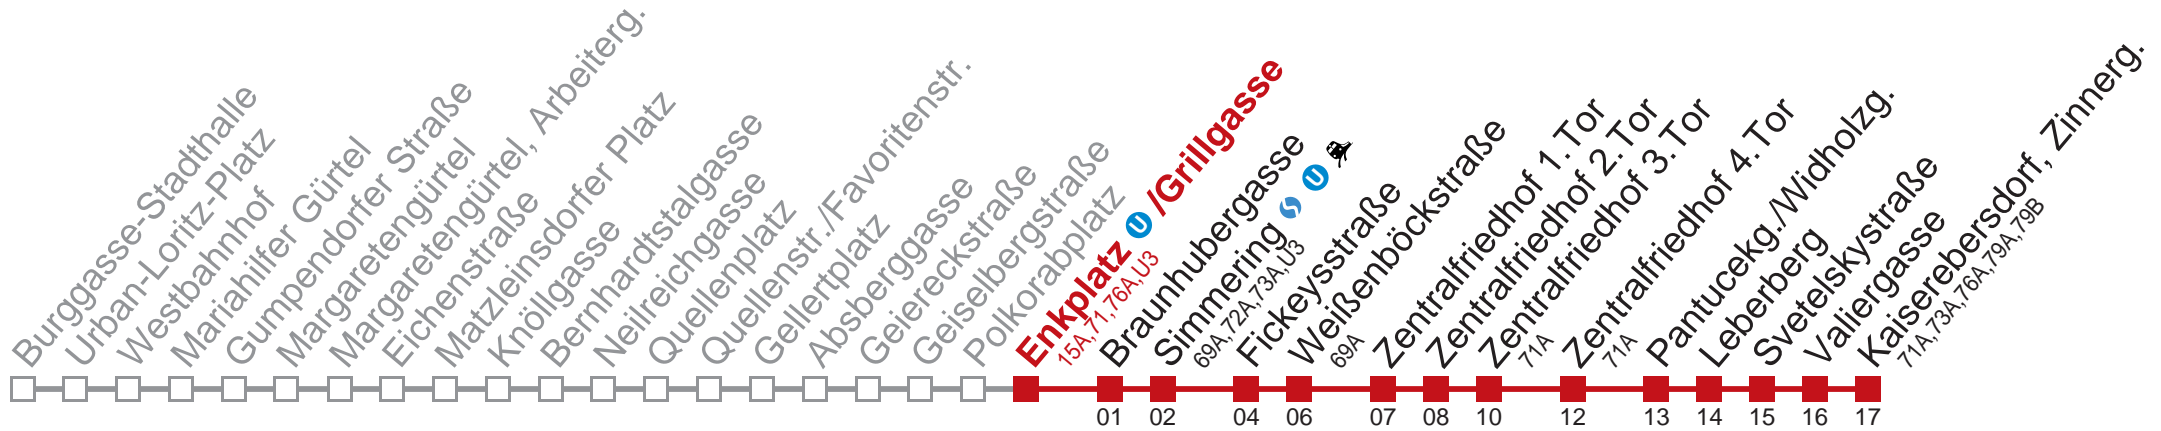 Burggasse-Stadthalle
Urban-Loritz-Platz
Westbahnhof
Mariahilfer Gürtel
Gumpendorfer Straße
Margaretengürtel
Margaretengürtel, Arbeiterg.
Eichenstraße
Matzleinsdorfer Platz
Knöllgasse
Bernhardtstalgasse
Neilreichgasse
Quellenplatz
Quellenstr./Favoritenstr.
Gellertplatz
Absberggasse
Geiereckstraße
Geiselbergstraße
Polkorabplatz
Enkplatz U /Grillgasse
15A,71,76A,U3
Braunhubergasse
Simmering S U
69A,72A,73A,U3
Fickeysstraße
Weißenböckstraße
69A
Zentralfriedhof 1.Tor
Zentralfriedhof 2.Tor
Zentralfriedhof 3.Tor
71A
Zentralfriedhof 4.Tor
71A
Pantucekg./Widholzg.
Leberberg
Svetelskystraße
Valiergasse
Kaiserebersdorf, Zinnerg.
71A,73A,76A,79A,79B
01 02 04 06 07 08 10 12 13 14 15 16 17